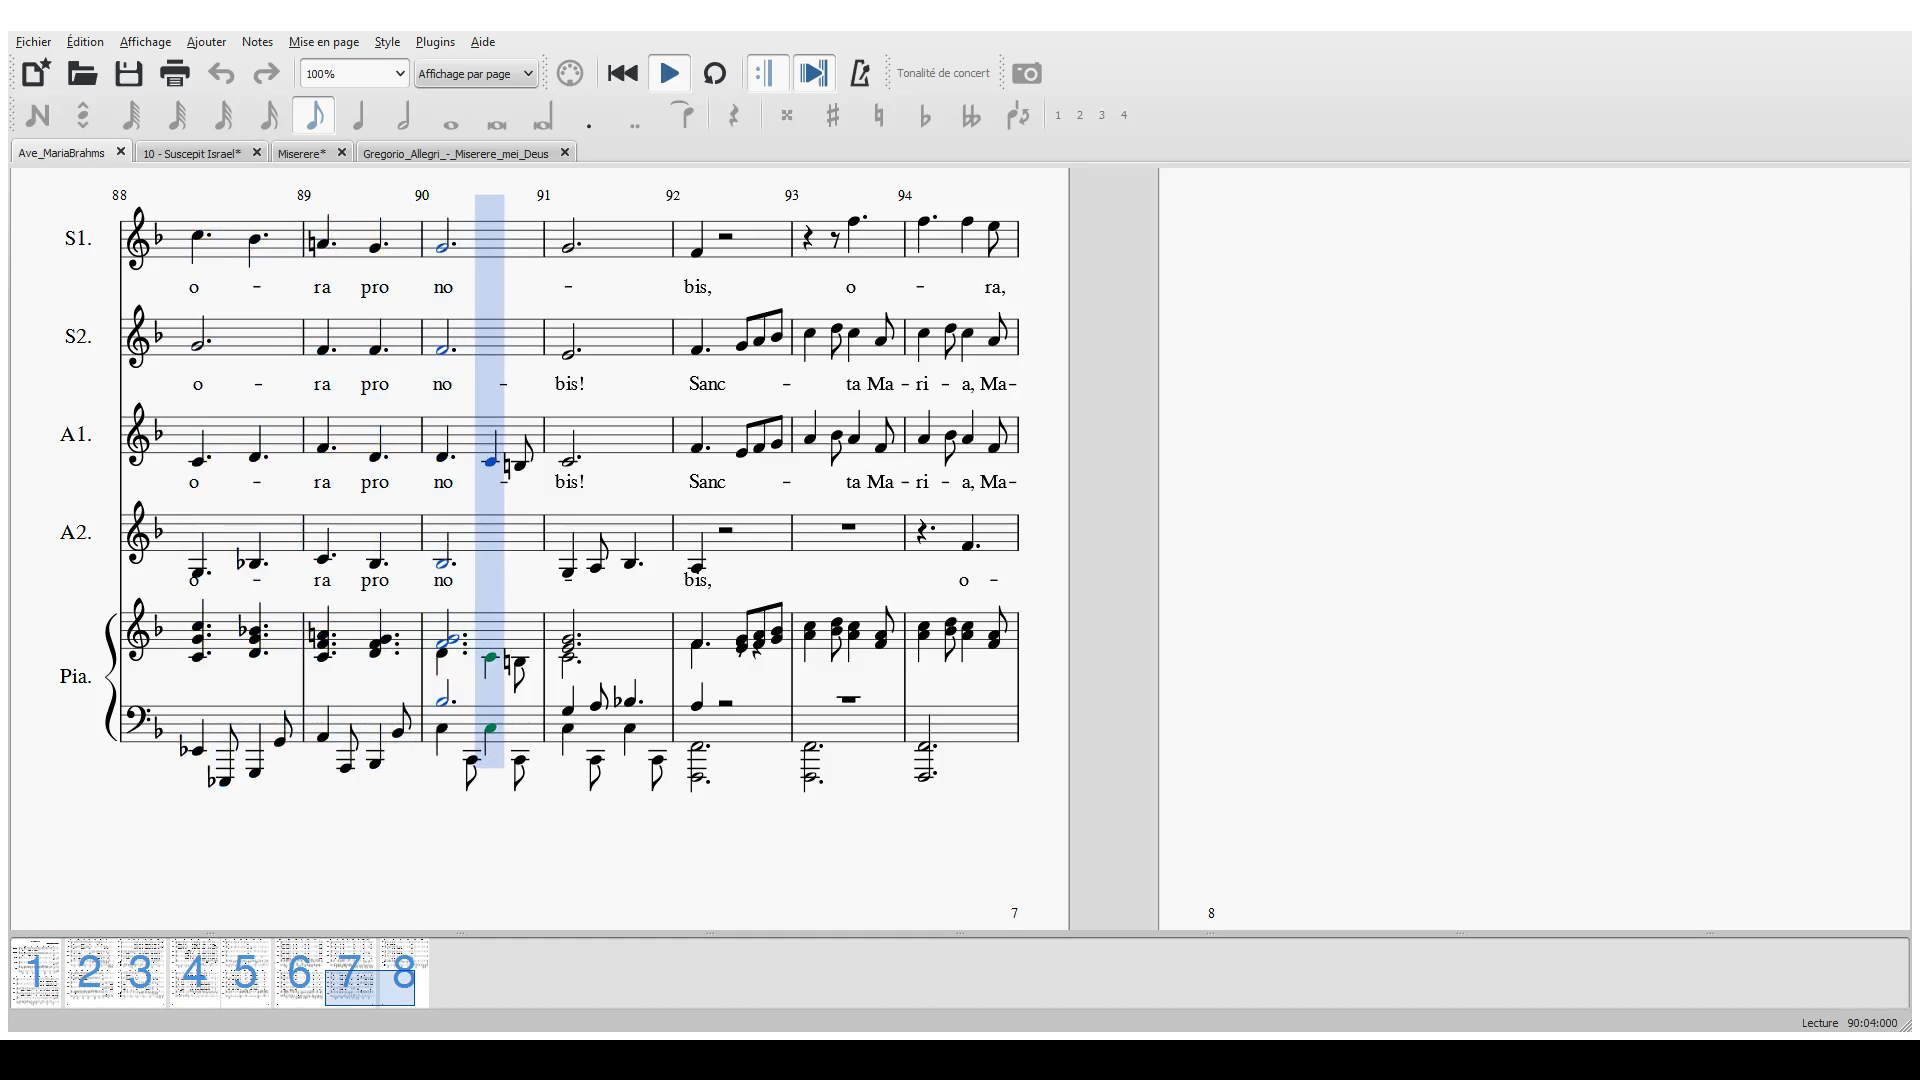 Fichier Édition Affichage Ajouter Notes Mise en page Style Plugins Aide
100% Affichage par page Tonalité de concert
1 2 3 4
Ave_MariaBrahms 10 - Suscepit Israel* Miserere* Gregorio_Allegri_-_Miserere_mei_Deus
88 89 90 91 92 93 94
S1.
o - ra pro no - bis, o - ra,
S2.
o - ra pro no - bis! Sanc - ta Ma - ri - a, Ma-
A1.
o - ra pro no - bis! Sanc - ta Ma - ri - a, Ma-
A2.
o - ra pro no - bis, o -
Pia.
7 8
1 2 3 4 5 6 7 8
Lecture 90:04:000